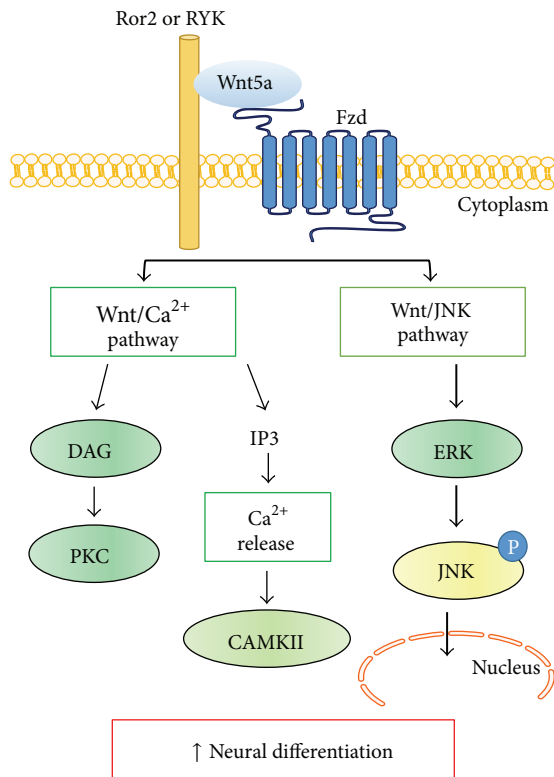 Ror2 or RYK
Wnt5a
Fzd
Cytoplasm
Wnt/Ca²⁺
pathway
Wnt/JNK
pathway
DAG
IP3
ERK
PKC
Ca²⁺
release
P
JNK
CAMKII
Nucleus
↑ Neural differentiation